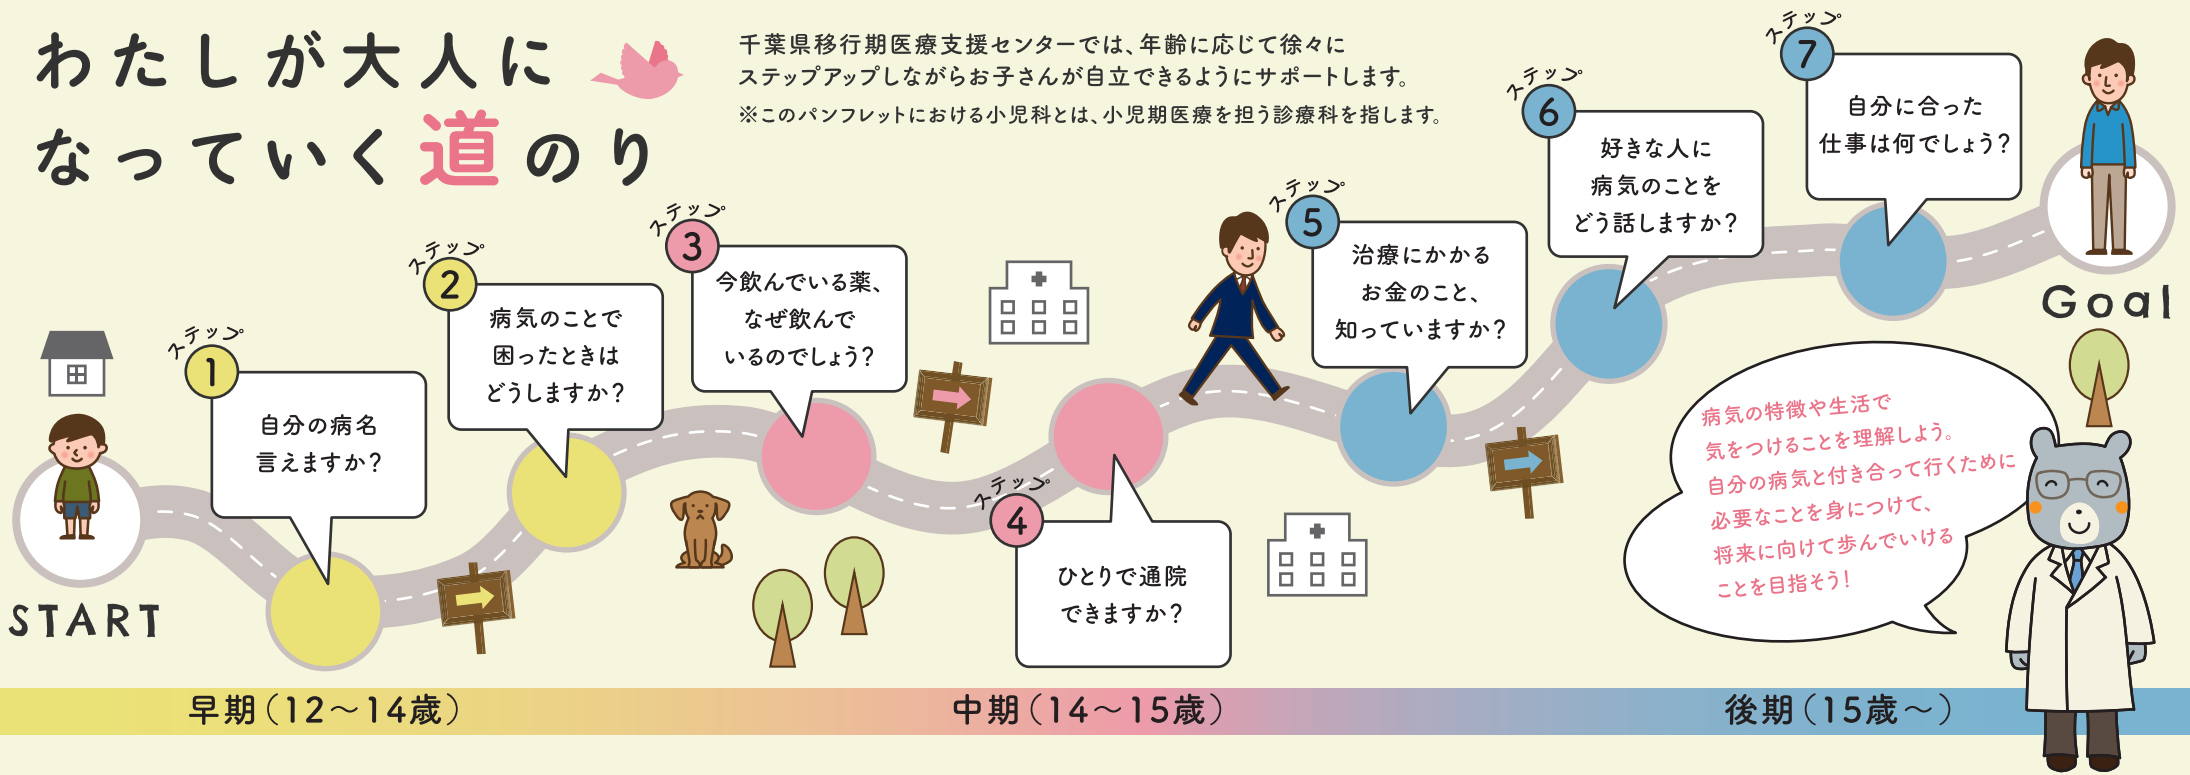 わたしが大人に
なっていく道のり
千葉県移行期医療支援センターでは、年齢に応じて徐々に
ステップアップしながらお子さんが自立できるようにサポートします。
※このパンフレットにおける小児科とは、小児期医療を担う診療科を指します。
START
ステップ
1
自分の病名
言えますか?
ステップ
2
病気のことで
困ったときは
どうしますか?
ステップ
3
今飲んでいる薬、
なぜ飲んで
いるのでしょう?
ステップ
4
ひとりで通院
できますか?
ステップ
5
治療にかかる
お金のこと、
知っていますか?
ステップ
6
好きな人に
病気のことを
どう話しますか?
ステップ
7
自分に合った
仕事は何でしょう?
Goal
病気の特徴や生活で
気をつけることを理解しよう。
自分の病気と付き合って行くために
必要なことを身につけて、
将来に向けて歩んでいける
ことを目指そう!
早期(12〜14歳)
中期(14〜15歳)
後期(15歳〜)